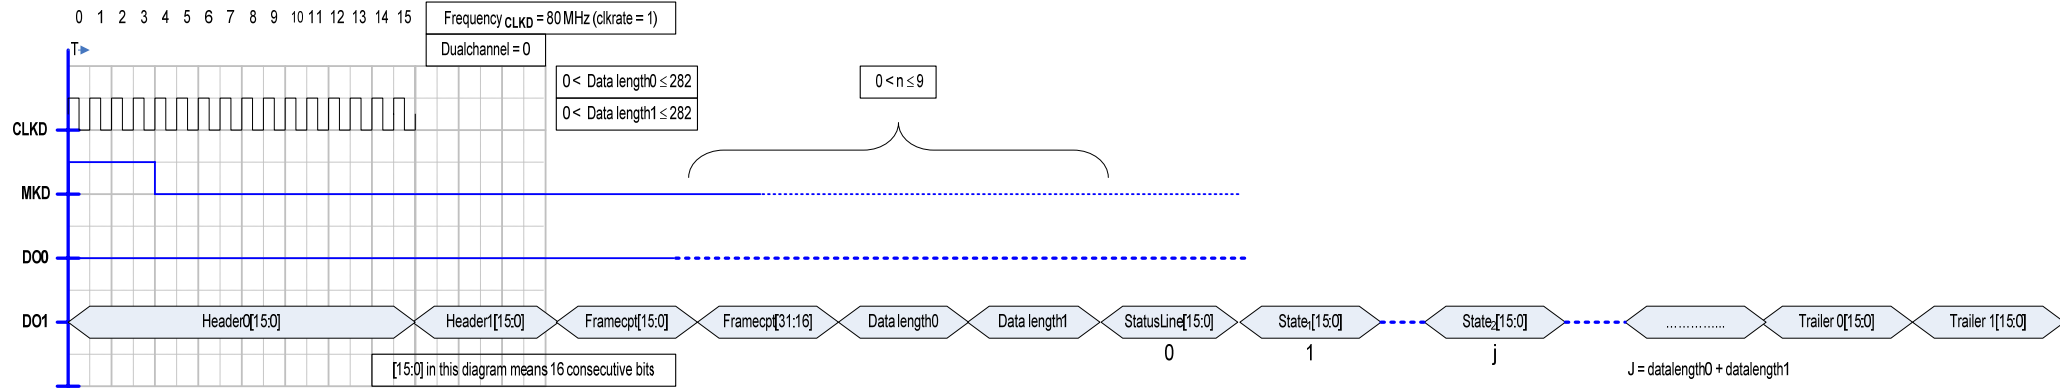 0 1 2 3 4 5 6 7 8 9 10 11 12 13 14 15
Frequency CLKD = 80 MHz (clkrate = 1)
T
Dualchannel = 0
0 < Data length0 ≤ 282
0 < n ≤ 9
0 < Data length1 ≤ 282
CLKD
MKD
DO0
DO1
Header0[15:0]
Header1[15:0]
Framecpt[15:0]
Framecpt[31:16]
Data length0
Data length1
StatusLine[15:0]
State1[15:0]
State2[15:0]
..............
Trailer 0[15:0]
Trailer 1[15:0]
0
1
j
[15:0] in this diagram means 16 consecutive bits
J = datalength0 + datalength1